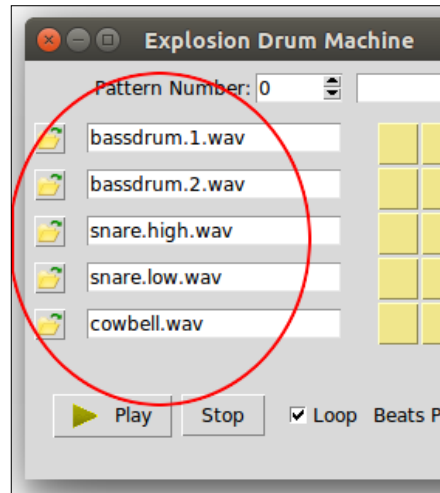 Explosion Drum Machine
Pattern Number: 0
bassdrum.1.wav
bassdrum.2.wav
snare.high.wav
snare.low.wav
cowbell.wav
Play Stop Loop Beats P